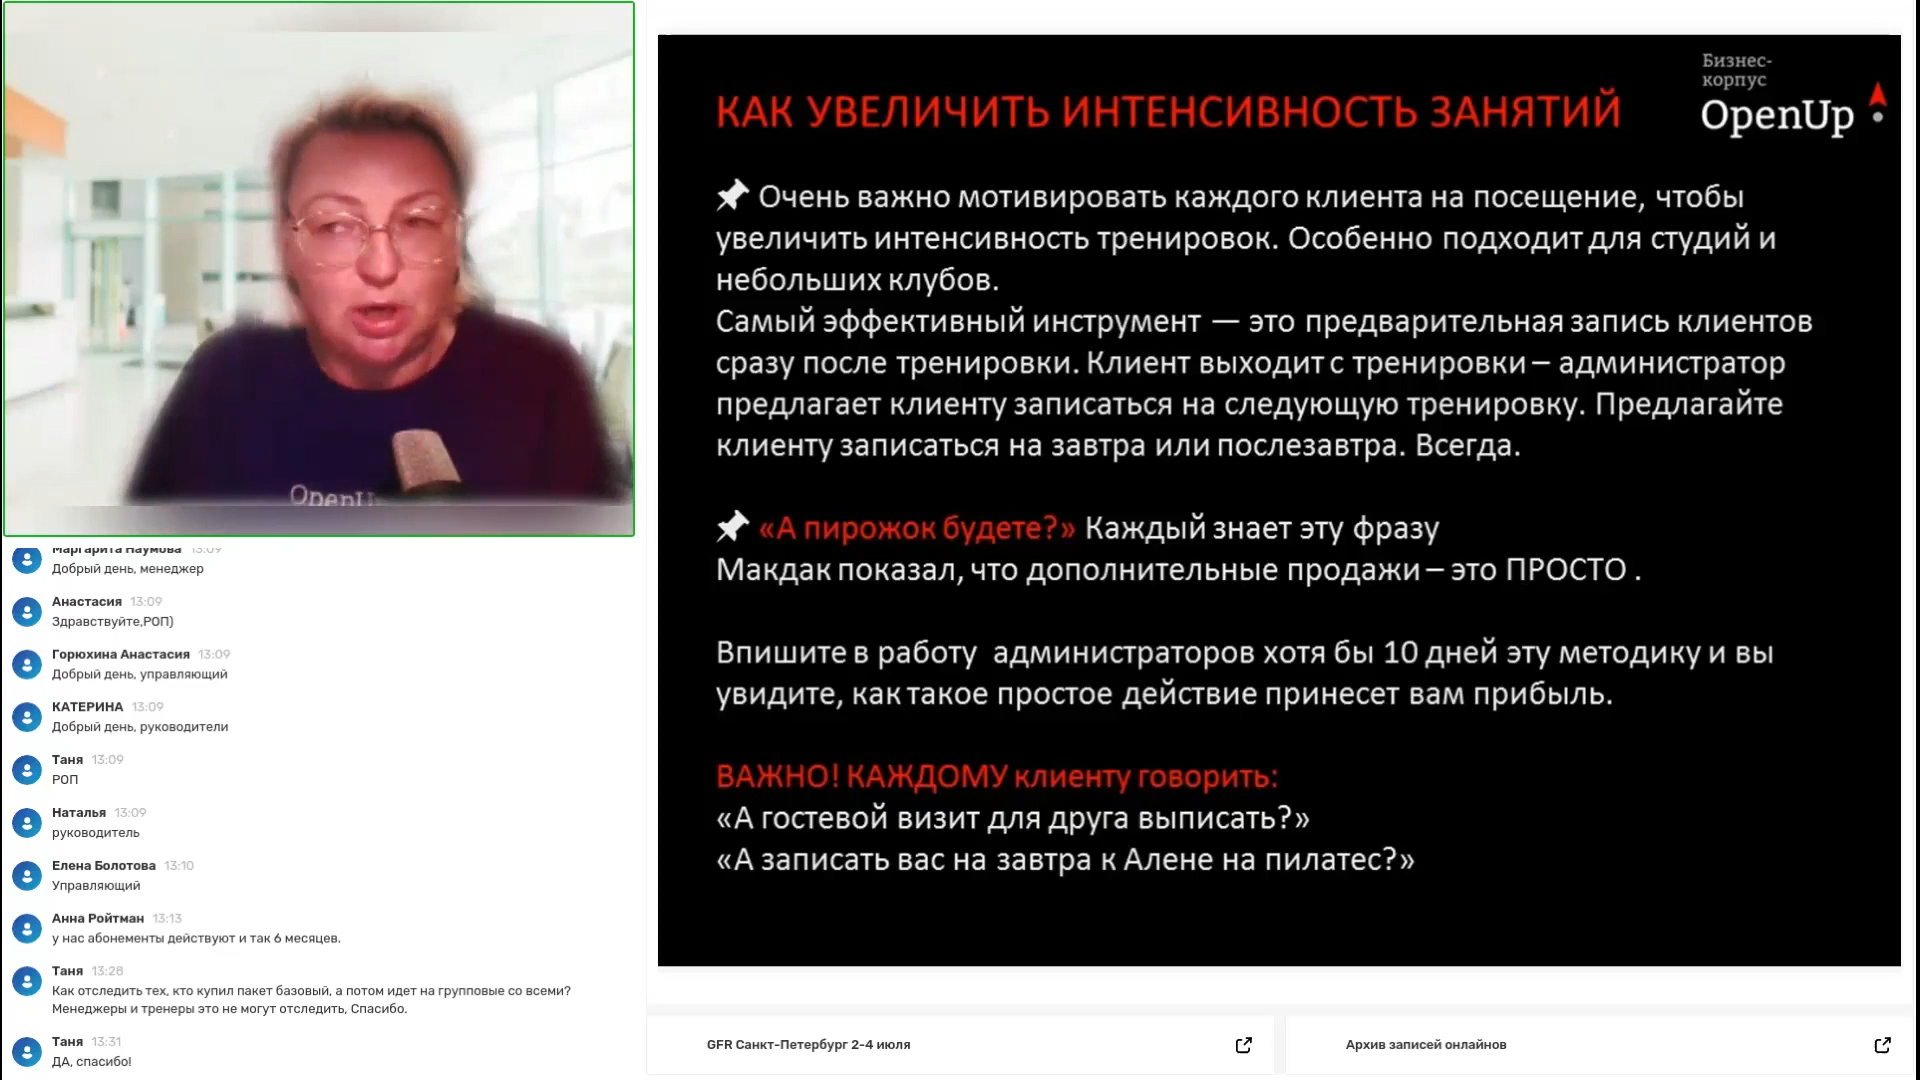 OpenUp
Маргарита Наумова 13:09
Добрый день, менеджер
Анастасия 13:09
Здравствуйте,РОП)
Горюхина Анастасия 13:09
Добрый день, управляющий
КАТЕРИНА 13:09
Добрый день, руководители
Таня 13:09
РОП
Наталья 13:09
руководитель
Елена Болотова 13:10
Управляющий
Анна Ройтман 13:13
у нас абонементы действуют и так 6 месяцев.
Таня 13:28
Как отследить тех, кто купил пакет базовый, а потом идет на групповые со всеми?
Менеджеры и тренеры это не могут отследить, Спасибо.
Таня 13:31
ДА, спасибо!
Бизнес-
корпус
OpenUp
КАК УВЕЛИЧИТЬ ИНТЕНСИВНОСТЬ ЗАНЯТИЙ
Очень важно мотивировать каждого клиента на посещение, чтобы
увеличить интенсивность тренировок. Особенно подходит для студий и
небольших клубов.
Самый эффективный инструмент — это предварительная запись клиентов
сразу после тренировки. Клиент выходит с тренировки – администратор
предлагает клиенту записаться на следующую тренировку. Предлагайте
клиенту записаться на завтра или послезавтра. Всегда.
«А пирожок будете?» Каждый знает эту фразу
Макдак показал, что дополнительные продажи – это ПРОСТО .
Впишите в работу администраторов хотя бы 10 дней эту методику и вы
увидите, как такое простое действие принесет вам прибыль.
ВАЖНО! КАЖДОМУ клиенту говорить:
«А гостевой визит для друга выписать?»
«А записать вас на завтра к Алене на пилатес?»
GFR Санкт-Петербург 2-4 июля
Архив записей онлайнов